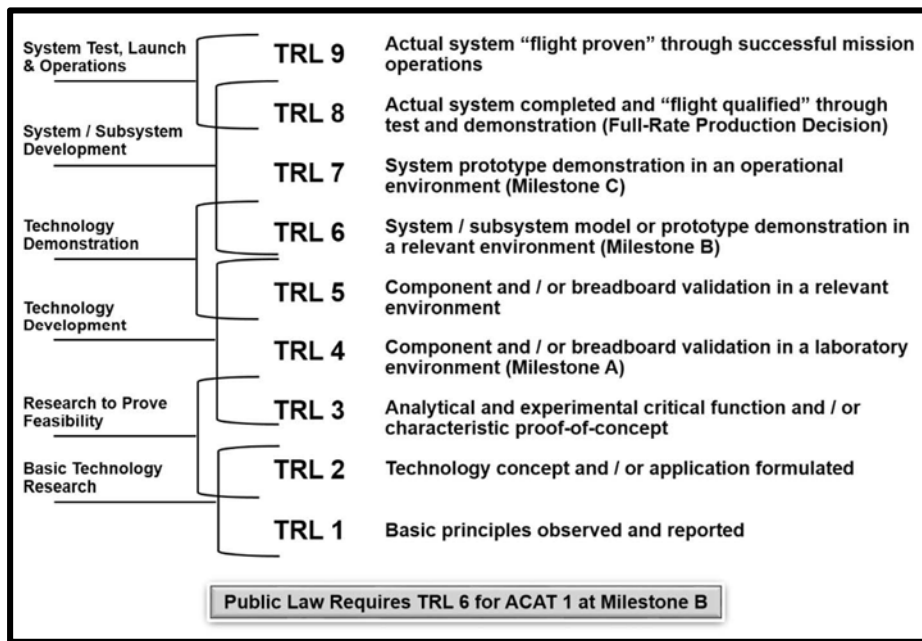 System Test, Launch
& Operations
TRL 9
Actual system “flight proven” through successful mission
operations
TRL 8
Actual system completed and “flight qualified” through
test and demonstration (Full-Rate Production Decision)
System / Subsystem
Development
TRL 7
System prototype demonstration in an operational
environment (Milestone C)
Technology
Demonstration
TRL 6
System / subsystem model or prototype demonstration in
a relevant environment (Milestone B)
TRL 5
Component and / or breadboard validation in a relevant
environment
Technology
Development
TRL 4
Component and / or breadboard validation in a laboratory
environment (Milestone A)
Research to Prove
Feasibility
TRL 3
Analytical and experimental critical function and / or
characteristic proof-of-concept
Basic Technology
Research
TRL 2
Technology concept and / or application formulated
TRL 1
Basic principles observed and reported
Public Law Requires TRL 6 for ACAT 1 at Milestone B